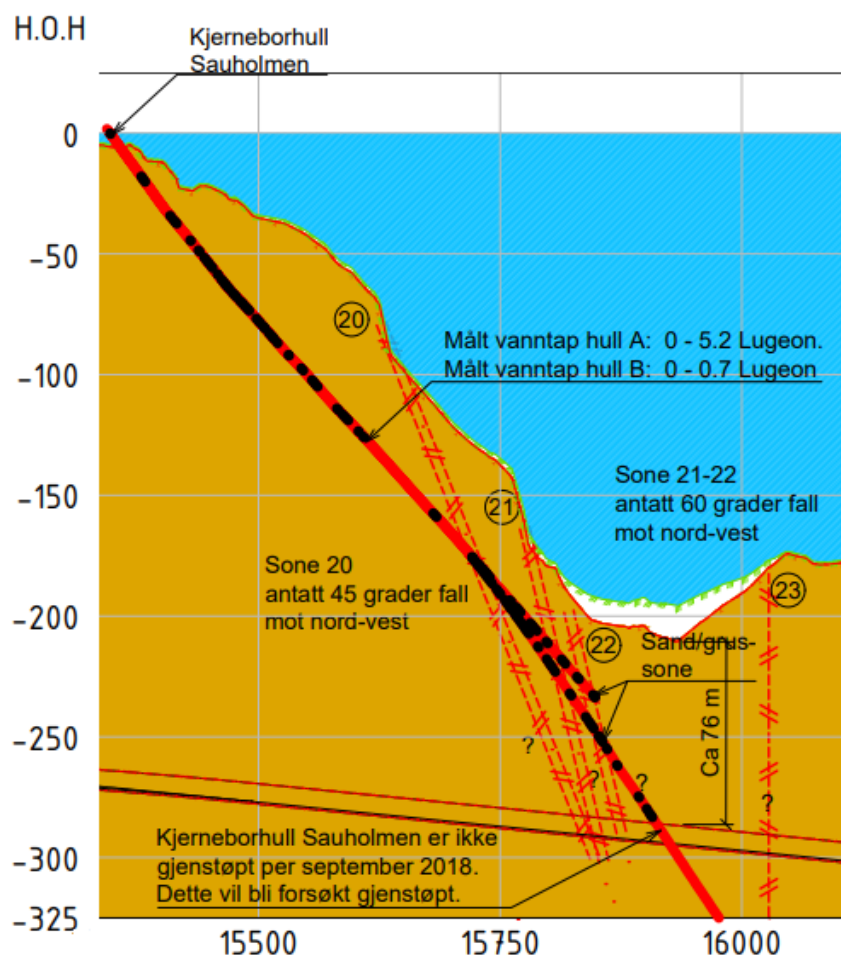 H.O.H
Kjerneborhull
Sauholmen
0
-50
-100
-150
-200
-250
-300
-325
20
Målt vanntap hull A: 0 - 5.2 Lugeon.
Målt vanntap hull B: 0 - 0.7 Lugeon
21
Sone 21-22
antatt 60 grader fall
mot nord-vest
Sone 20
antatt 45 grader fall
mot nord-vest
23
22
Sand/grus-
sone
Ca 76 m
?
?
?
?
Kjerneborhull Sauholmen er ikke
gjenstøpt per september 2018.
Dette vil bli forsøkt gjenstøpt.
15500
15750
16000